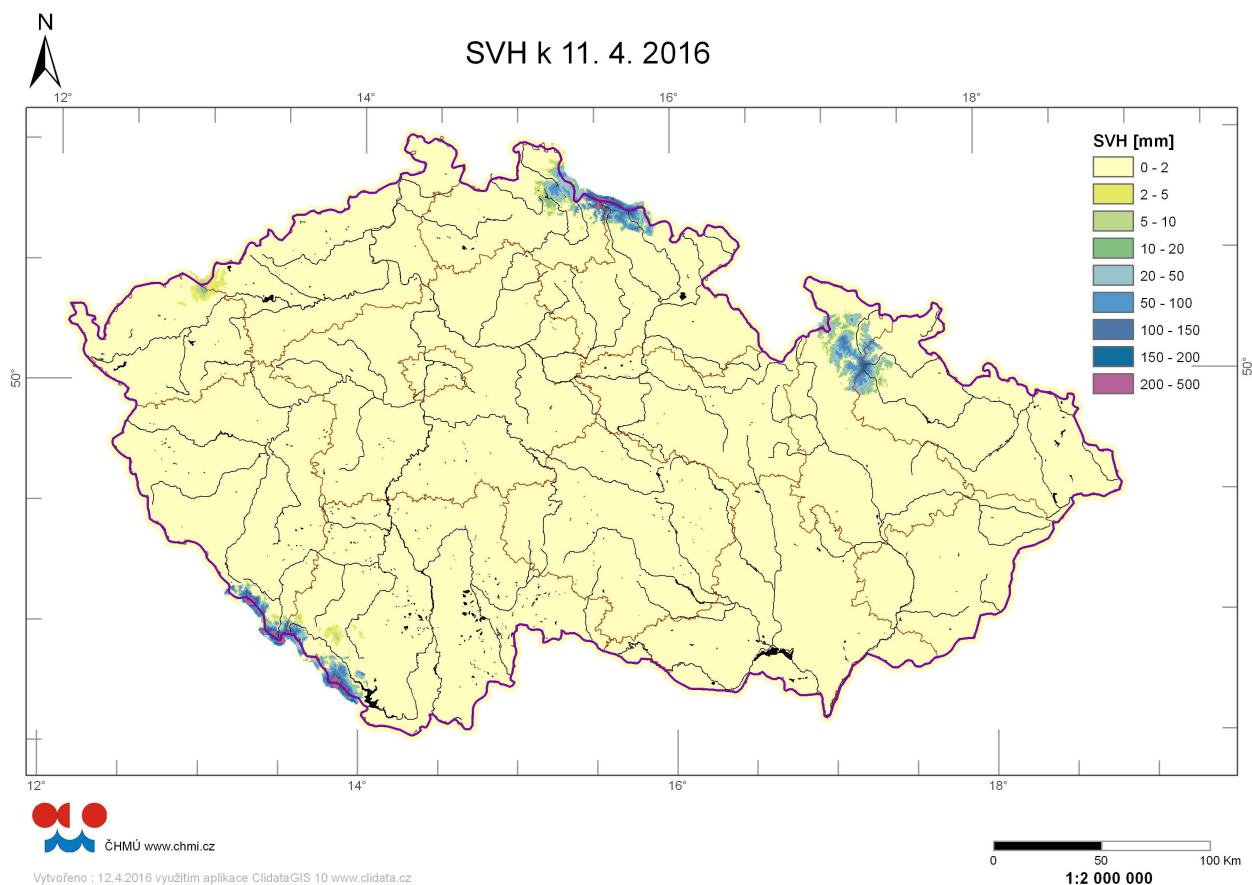 N
SVH k 11. 4. 2016
12° 14° 16° 18°
SVH [mm]
0 - 2
2 - 5
5 - 10
10 - 20
20 - 50
50 - 100
100 - 150
150 - 200
200 - 500
50° 50°
12° 14° 16° 18°
ČHMÚ www.chmi.cz
0 50 100 Km
1:2 000 000
Vytvořeno : 12.4.2016 využitim aplikace ClidataGIS 10 www.clidata.cz